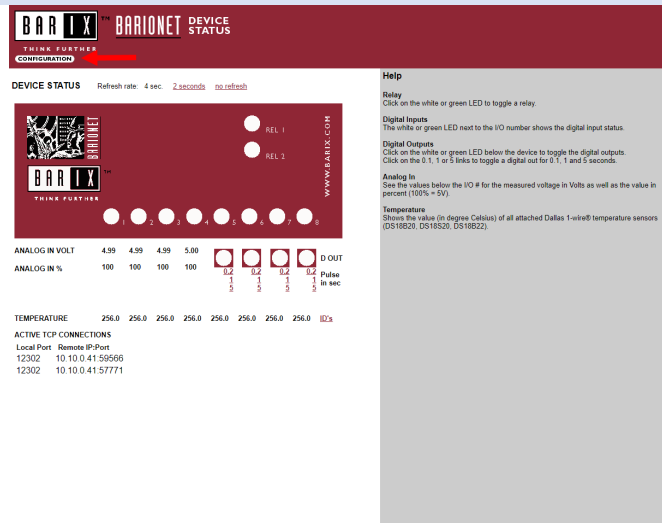 BARIX™ BARIONET DEVICE STATUS
THINK FURTHER
CONFIGURATION
DEVICE STATUS Refresh rate: 4 sec. 2 seconds no refresh
BARIONET
REL 1
REL 2
WWW.BARIX.COM
BARIX™
THINK FURTHER
1 2 3 4 5 6 7 8
ANALOG IN VOLT 4.99 4.99 4.99 5.00 D OUT
ANALOG IN % 100 100 100 100 0.2 0.2 0.2 0.2 Pulse
1 1 1 1 in sec
5 5 5 5
TEMPERATURE 256.0 256.0 256.0 256.0 256.0 256.0 256.0 256.0 ID's
ACTIVE TCP CONNECTIONS
Local Port Remote IP:Port
12302 10.10.0.41:59566
12302 10.10.0.41:57771
Help
Relay
Click on the white or green LED to toggle a relay.
Digital Inputs
The white or green LED next to the I/O number shows the digital input status.
Digital Outputs
Click on the white or green LED below the device to toggle the digital outputs.
Click on the 0.1, 1 or 5 links to toggle a digital out for 0.1, 1 and 5 seconds.
Analog In
See the values below the I/O # for the measured voltage in Volts as well as the value in
percent (100% = 5V).
Temperature
Shows the value (in degree Celsius) of all attached Dallas 1-wire® temperature sensors
(DS18B20, DS18S20, DS18B22).